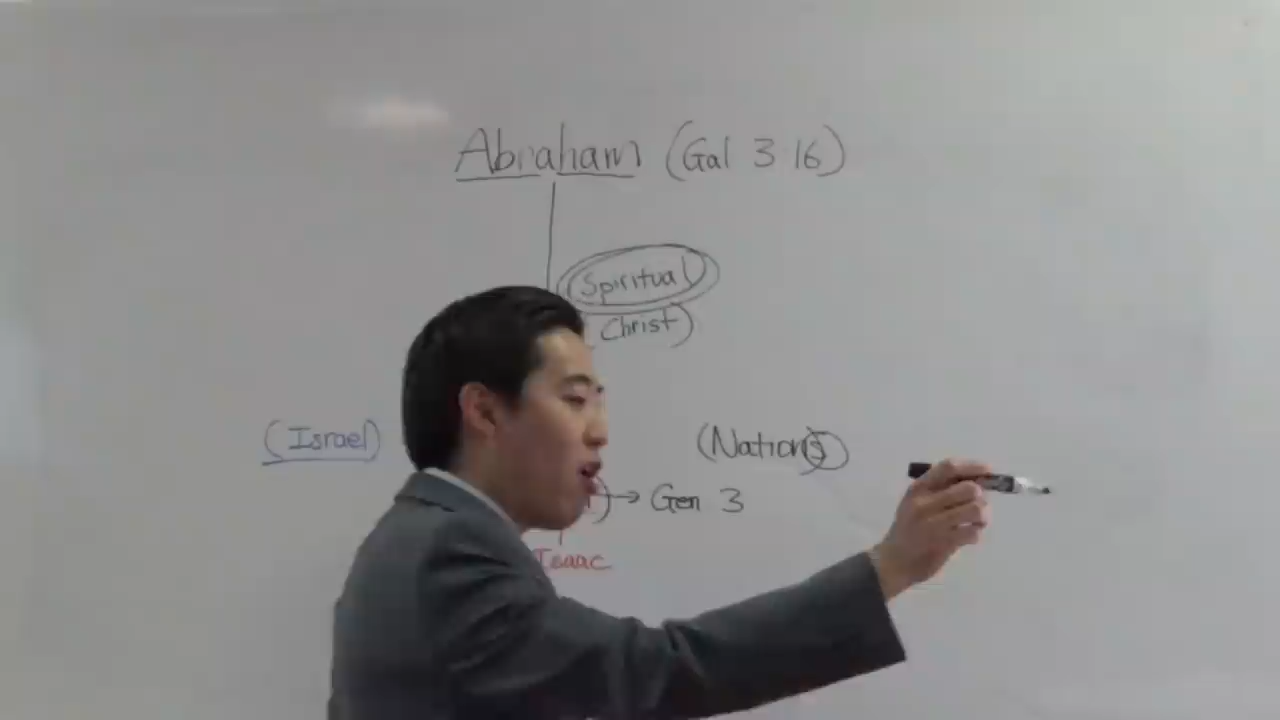 Abraham (Gal 3 16)
Spiritual
Christ)
(Israel) (Nations)
) → Gen 3
Isaac